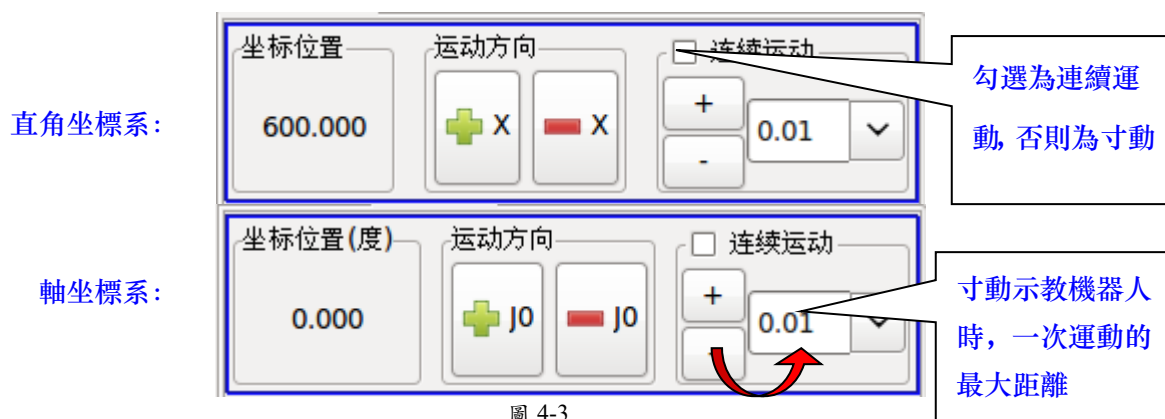 直角坐標系:
坐标位置
运动方向
连续运动
600.000
X
X
+
-
0.01
勾選為連續運
動, 否則為寸動
軸坐標系:
坐标位置(度)
运动方向
连续运动
0.000
J0
J0
+
0.01
寸動示教機器人
時，一次運動的
最大距離
圖 4-3